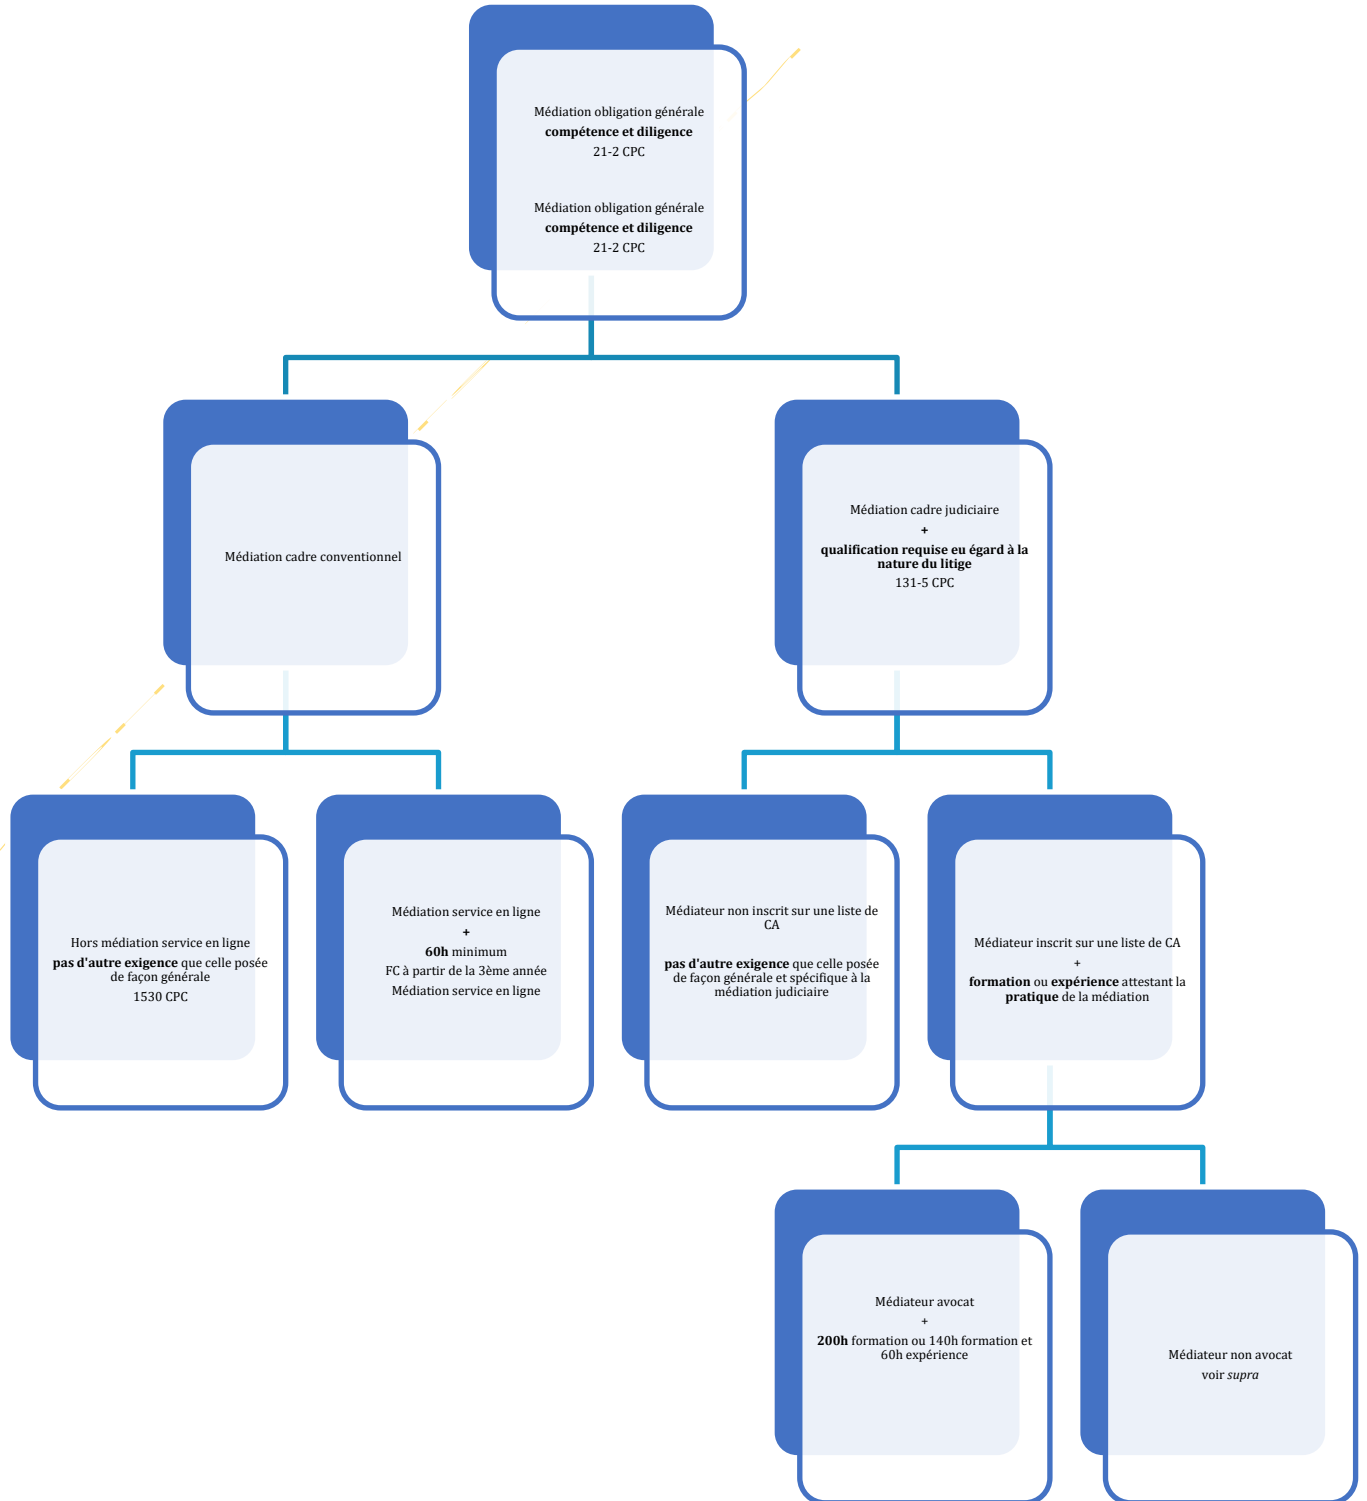 Médiation obligation générale
compétence et diligence
21-2 CPC
Médiation obligation générale
compétence et diligence
21-2 CPC
Médiation cadre conventionnel
Médiation cadre judiciaire
+
qualification requise eu égard à la
nature du litige
131-5 CPC
Hors médiation service en ligne
pas d'autre exigence que celle posée
de façon générale
1530 CPC
Médiation service en ligne
+
60h minimum
FC à partir de la 3ème année
Médiation service en ligne
Médiateur non inscrit sur une liste de
CA
pas d'autre exigence que celle posée
de façon générale et spécifique à la
médiation judiciaire
Médiateur inscrit sur une liste de CA
+
formation ou expérience attestant la
pratique de la médiation
Médiateur avocat
+
200h formation ou 140h formation et
60h expérience
Médiateur non avocat
voir supra